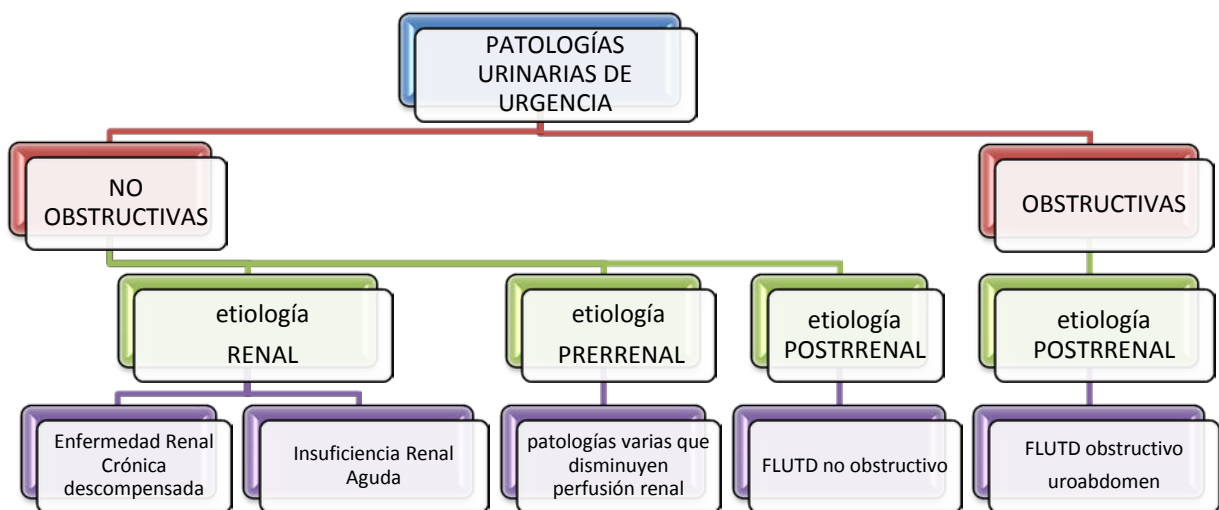 PATOLOGÍAS
URINARIAS DE
URGENCIA
NO
OBSTRUCTIVAS
OBSTRUCTIVAS
etiología
RENAL
etiología
PRERRENAL
etiología
POSTRRENAL
etiología
POSTRRENAL
Enfermedad Renal
Crónica
descompensada
Insuficiencia Renal
Aguda
patologías varias que
disminuyen
perfusión renal
FLUTD no obstructivo
FLUTD obstructivo
uroabdomen